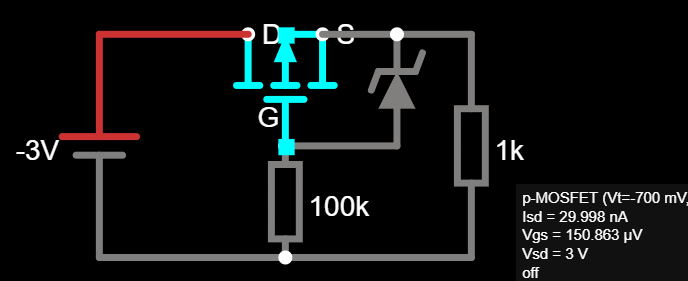 D S
-3V
G
1k
100k
p-MOSFET (Vt=-700 mV,
Isd = 29.998 nA
Vgs = 150.863 μV
Vsd = 3 V
off